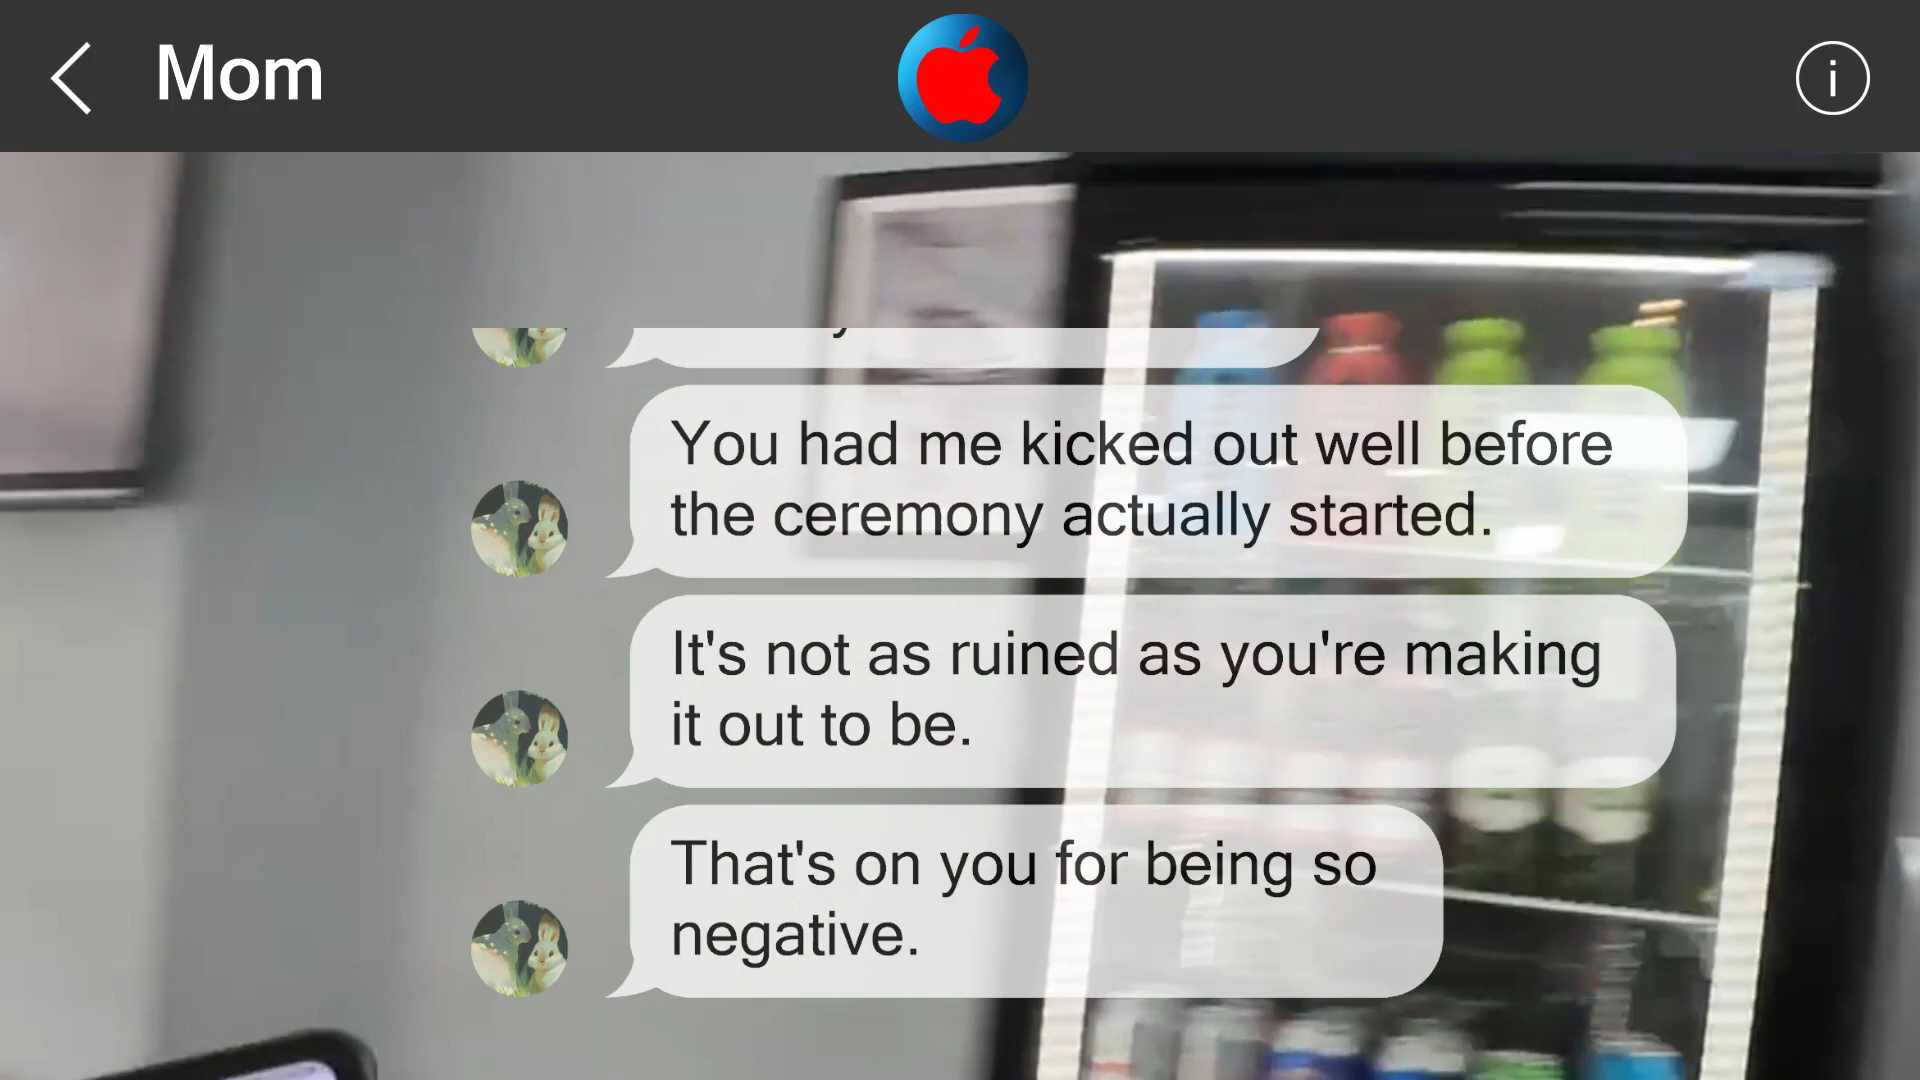 Mom
i
You had me kicked out well before
the ceremony actually started.
It's not as ruined as you're making
it out to be.
That's on you for being so
negative.